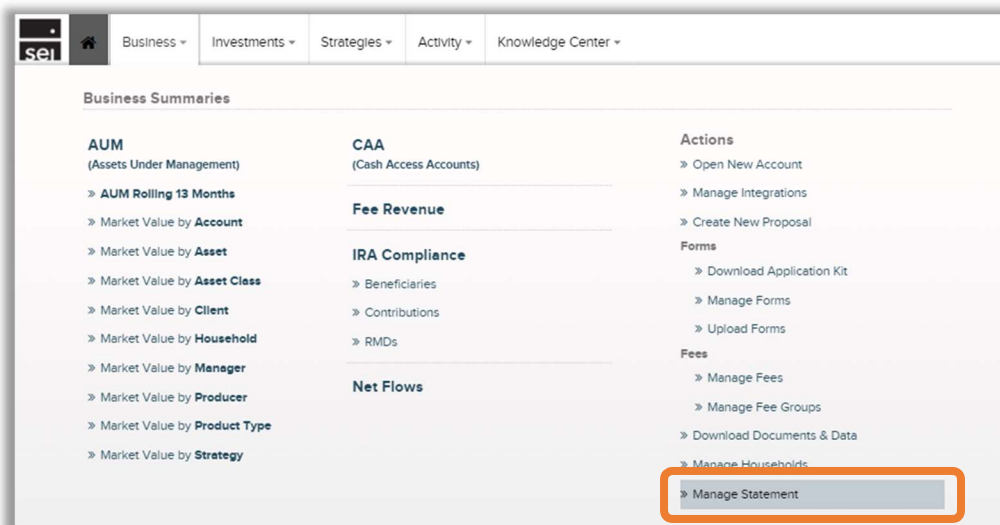 sei
Business
Investments
Strategies
Activity
Knowledge Center
Business Summaries
AUM
(Assets Under Management)
» AUM Rolling 13 Months
» Market Value by Account
» Market Value by Asset
» Market Value by Asset Class
» Market Value by Client
» Market Value by Household
» Market Value by Manager
» Market Value by Producer
» Market Value by Product Type
» Market Value by Strategy
CAA
(Cash Access Accounts)
Fee Revenue
IRA Compliance
» Beneficiaries
» Contributions
» RMDs
Net Flows
Actions
» Open New Account
» Manage Integrations
» Create New Proposal
Forms
» Download Application Kit
» Manage Forms
» Upload Forms
Fees
» Manage Fees
» Manage Fee Groups
» Download Documents & Data
» Manage Households
» Manage Statement